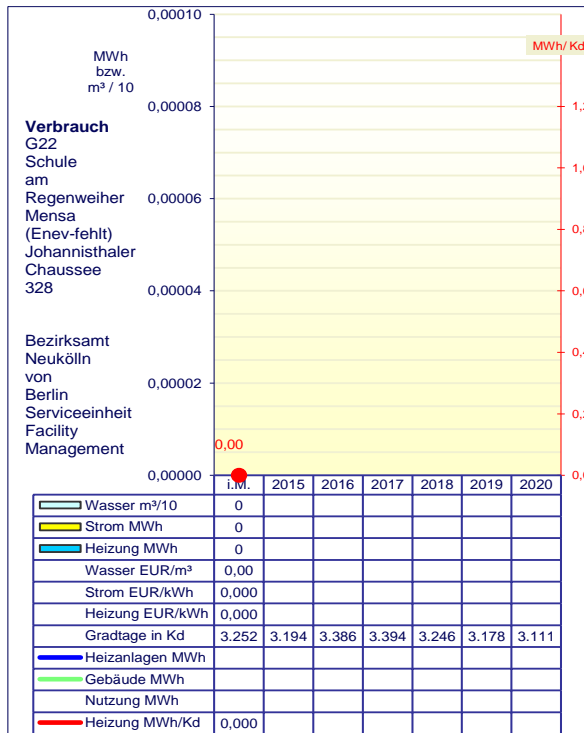 MWh
bzw.
m³ / 10
Verbrauch
G22
Schule
am
Regenweiher
Mensa
(Enev-fehlt)
Johannisthaler
Chaussee
328
Bezirksamt
Neukölln
von
Berlin
Serviceeinheit
Facility
Management
0,00010
0,00008
0,00006
0,00004
0,00002
0,00000
MWh/ Kd
1,0
0,00
i.M. 2015 2016 2017 2018 2019 2020
Wasser m³/10 0
Strom MWh 0
Heizung MWh 0
Wasser EUR/m³ 0,00
Strom EUR/kWh 0,000
Heizung EUR/kWh 0,000
Gradtage in Kd 3.252 3.194 3.386 3.394 3.246 3.178 3.111
Heizanlagen MWh
Gebäude MWh
Nutzung MWh
Heizung MWh/Kd 0,000